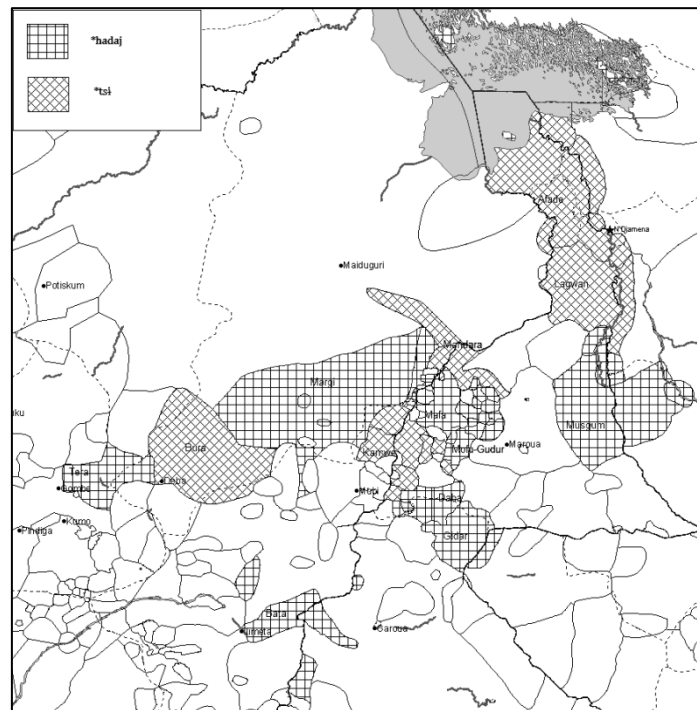 *hadaj
*tsɨ
Afade
N'Djamena
Maiduguri
Lagwan
Potiskum
Mandara
Margi
Mafa
Musgum
Bura
Kamwe
Mofu-Gudur
Maroua
Tera
Deba
Gombe
Mubi
Daba
Kumo
Pindiga
Gidar
Bata
Jimeta
Garoua